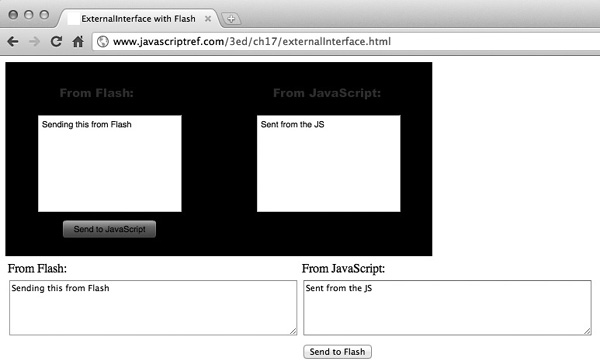 ExternalInterface with Flash
www.javascriptref.com/3ed/ch17/externalInterface.html
From Flash: From JavaScript:
Sending this from Flash Sent from the JS
Send to JavaScript
From Flash: From JavaScript:
Sending this from Flash Sent from the JS
Send to Flash